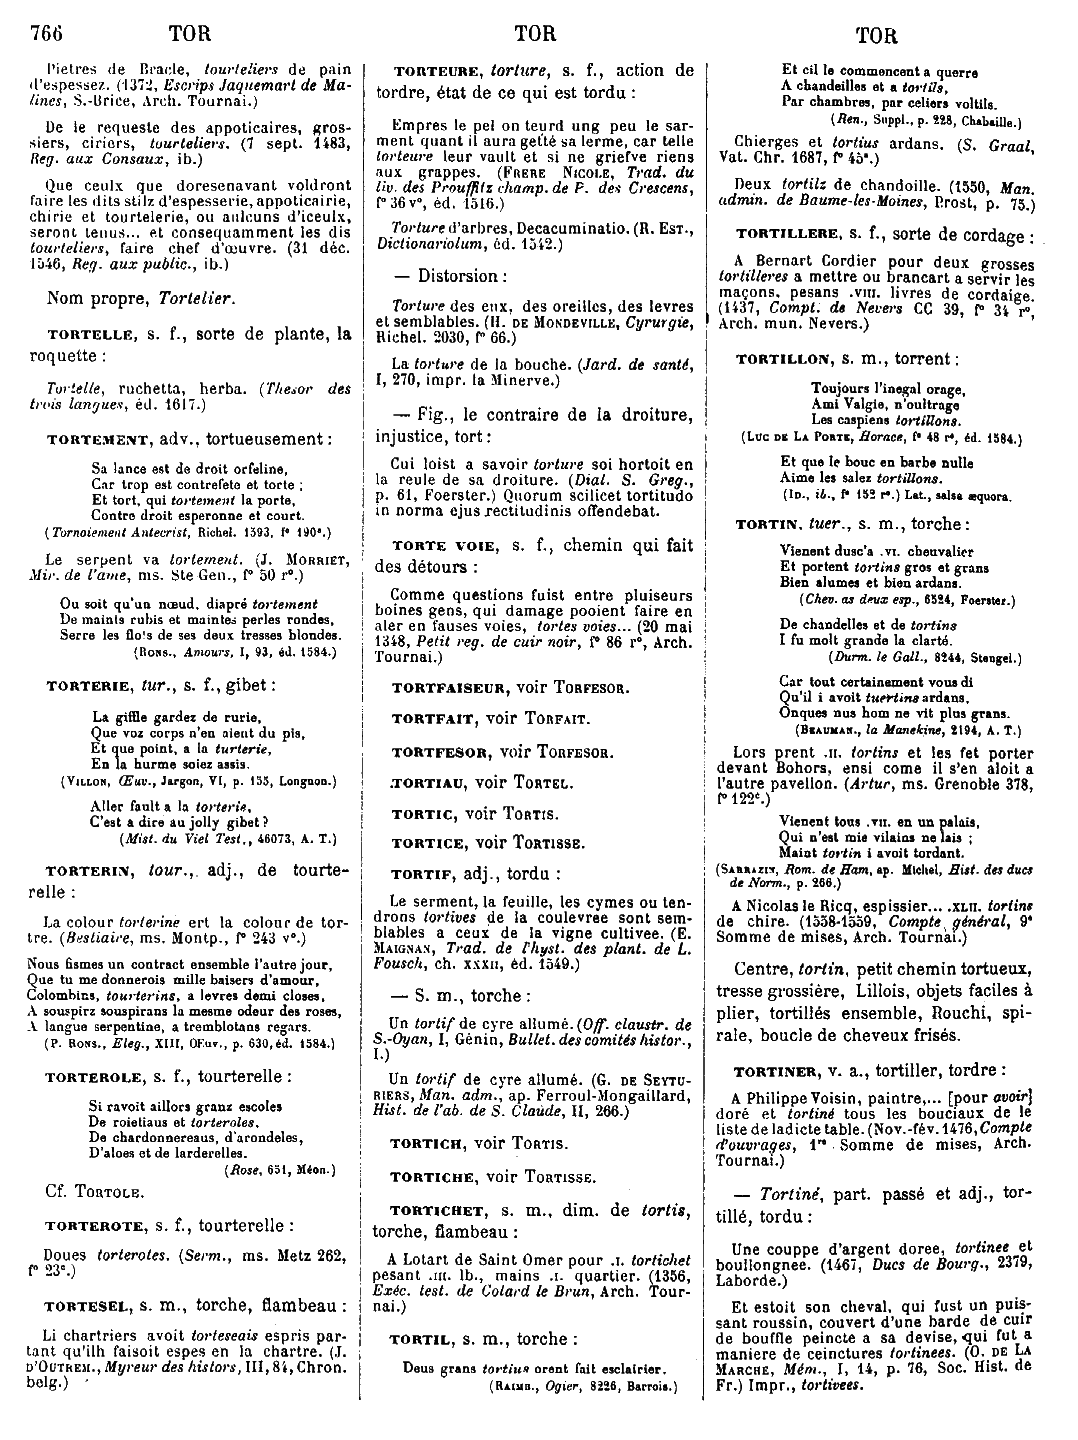 766 TOR TOR TOR
Pietres de Bracle, tourteliers de pain
d'espessez. (1372, Escrips Jaquemart de Ma-
lines, S.-Brice, Arch. Tournai.)
De le requeste des appoticaires, gros-
siers, ciriers, tourteliers. (7 sept. 1483,
Reg. aux Consaux, ib.)
Que ceulx que doresenavant voldront
faire les dits stilz d'espesserie, appoticairie,
chirie et tourtelerie, ou aulcuns d'iceulx,
seront tenus... et consequamment les dis
tourteliers, faire chef d'œuvre. (31 déc.
1546, Reg. aux public., ib.)
Nom propre, Tortelier.
TORTELLE, s. f., sorte de plante, la
roquette :
Tortelle, ruchetta, herba. (Thesor des
trois langues, éd. 1617.)
TORTEMENT, adv., tortueusement :
Sa lance est de droit orfeline,
Car trop est contrefete et torte ;
Et tort, qui tortement la porte,
Contre droit esperonne et court.
(Tornoiement Antecrist, Richel. 1593, f° 190ᵃ.)
Le serpent va tortement. (J. MORRIET,
Mir. de l'ame, ms. Ste Gen., f° 50 r°.)
Ou soit qu'un nœud, diapré tortement
De maints rubis et maintes perles rondes,
Serre les flots de ses deux tresses blondes.
(RONS., Amours, I, 93, éd. 1584.)
TORTERIE, tur., s. f., gibet :
La giffle gardez de rurie,
Que voz corps n'en aient du pis,
Et que point, a la turterie,
En la hurme soiez assis.
(VILLON, Œuv., Jargon, VI, p. 155, Longnon.)
Aller fault a la torterie,
C'est a dire au jolly gibet ?
(Mist. du Viel Test., 46073, A. T.)
TORTERIN, tour., adj., de tourte-
relle :
La colour torterine ert la colour de tor-
tre. (Bestiaire, ms. Montp., f° 243 v°.)
Nous fismes un contract ensemble l'autre jour,
Que tu me donnerois mille baisers d'amour,
Colombins, tourterins, a levres demi closes,
A souspirz souspirans la mesme odeur des roses,
A langue serpentine, a tremblotans regars.
(P. RONS., Eleg., XIII, OEuv., p. 630, éd. 1584.)
TORTEROLE, s. f., tourterelle :
Si ravoit aillors granz escoles
De roietiaus et torteroles,
De chardonnereaus, d'arondeles,
D'aloes et de larderelles.
(Rose, 651, Méon.)
Cf. TORTOLE.
TORTEROTE, s. f., tourterelle :
Doues torterotes. (Serm., ms. Metz 262,
f° 23ᶜ.)
TORTESEL, s. m., torche, flambeau :
Li chartriers avoit torteseais espris par-
tant qu'ilh faisoit espes en la chartre. (J.
D'OUTREM., Myreur des histors, III, 84, Chron.
belg.)
TORTEURE, torture, s. f., action de
tordre, état de ce qui est tordu :
Empres le pel on teurd ung peu le sar-
ment quant il aura getté sa lerme, car telle
torteure leur vault et si ne griefve riens
aux grappes. (FRERE NICOLE, Trad. du
liv. des Prouffitz champ. de P. des Crescens,
f° 36 v°, éd. 1516.)
Torture d'arbres, Decacuminatio. (R. EST.,
Dictionariolum, éd. 1542.)
— Distorsion :
Torture des eux, des oreilles, des levres
et semblables. (H. DE MONDEVILLE, Cyrurgie,
Richel. 2030, f° 66.)
La torture de la bouche. (Jard. de santé,
I, 270, impr. la Minerve.)
— Fig., le contraire de la droiture,
injustice, tort :
Cui loist a savoir torture soi hortoit en
la reule de sa droiture. (Dial. S. Greg.,
p. 61, Foerster.) Quorum scilicet tortitudo
in norma ejus rectitudinis offendebat.
TORTE VOIE, s. f., chemin qui fait
des détours :
Comme questions fuist entre pluiseurs
boines gens, qui damage pooient faire en
aler en fauses voies, tortes voies... (20 mai
1348, Petit reg. de cuir noir, f° 86 r°, Arch.
Tournai.)
TORTFAISEUR, voir TORFESOR.
TORTFAIT, voir TORFAIT.
TORTFESOR, voir TORFESOR.
TORTIAU, voir TORTEL.
TORTIC, voir TORTIS.
TORTICE, voir TORTISSE.
TORTIF, adj., tordu :
Le serment, la feuille, les cymes ou ten-
drons tortives de la coulevree sont sem-
blables a ceux de la vigne cultivee. (E.
MAIGNAN, Trad. de l'hyst. des plant. de L.
Fousch, ch. XXXII, éd. 1549.)
— S. m., torche :
Un tortif de cyre allumé. (Off. claustr. de
S.-Oyan, I, Génin, Bullet. des comités histor.,
I.)
Un tortif de cyre allumé. (G. DE SEYTU-
RIERS, Man. adm., ap. Ferroul-Mongaillard,
Hist. de l'ab. de S. Claude, II, 266.)
TORTICH, voir TORTIS.
TORTICHE, voir TORTISSE.
TORTICHET, s. m., dim. de tortis,
torche, flambeau :
A Lotart de Saint Omer pour .I. tortichet
pesant .III. lb., mains .I. quartier. (1356,
Exéc. test. de Colard le Brun, Arch. Tour-
nai.)
TORTIL, s. m., torche :
Deus grans tortius orent fait esclairier.
(RAIMB., Ogier, 8226, Barrois.)
Et cil le commencent a querre
A chandeilles et a tortils,
Par chambres, par celiers voltils.
(Ren., Suppl., p. 228, Chabaille.)
Chierges et tortius ardans. (S. Graal,
Vat. Chr. 1687, f° 45ᵃ.)
Deux tortilz de chandoille. (1550, Man.
admin. de Baume-les-Moines, Prost, p. 75.)
TORTILLERE, s. f., sorte de cordage :
A Bernart Cordier pour deux grosses
tortilleres a mettre ou brancart a servir les
maçons, pesans .VIII. livres de cordaige.
(1437, Compt. de Nevers CC 39, f° 34 r°,
Arch. mun. Nevers.)
TORTILLON, s. m., torrent :
Toujours l'inegal orage,
Ami Valgie, n'oultrage
Les caspiens tortillons.
(LUC DE LA PORTE, Horace, f° 48 r°, éd. 1584.)
Et que le bouc en barbe nulle
Aime les salez tortillons.
(ID., ib., f° 152 r°.) Lat., salsa æquora.
TORTIN, tuer., s. m., torche :
Vienent dusc'a .VI. cheuvalier
Et portent tortins gros et grans
Bien alumes et bien ardans.
(Chev. as deux esp., 6524, Foerster.)
De chandelles et de tortins
I fu molt grande la clarté.
(Durm. le Gall., 8244, Stengel.)
Car tout certainement vous di
Qu'il i avoit tuertins ardans,
Onques nus hom ne vit plus grans.
(BEAUMAN., la Manekine, 2194, A. T.)
Lors prent .II. tortins et les fet porter
devant Bohors, ensi come il s'en aloit a
l'autre pavellon. (Artur, ms. Grenoble 378,
f° 122ᶜ.)
Vienent tous .VII. en un palais,
Qui n'est mie vilains ne lais ;
Maint tortin i avoit tordant.
(SARRAZIN, Rom. de Ham, ap. Michel, Hist. des ducs
de Norm., p. 266.)
A Nicolas le Ricq, espissier... .XLII. tortins
de chire. (1538-1539, Compte général, 9ᵉ
Somme de mises, Arch. Tournai.)
Centre, tortin, petit chemin tortueux,
tresse grossière, Lillois, objets faciles à
plier, tortillés ensemble, Rouchi, spi-
rale, boucle de cheveux frisés.
TORTINER, v. a., tortiller, tordre :
A Philippe Voisin, paintre,... [pour avoir]
doré et tortiné tous les bouciaux de le
liste de ladicte table. (Nov.-fév. 1476, Compte
d'ouvrages, 1ʳᵉ Somme de mises, Arch.
Tournai.)
— Tortiné, part. passé et adj., tor-
tillé, tordu :
Une couppe d'argent doree, tortinee et
boullongnee. (1467, Ducs de Bourg., 2379,
Laborde.)
Et estoit son cheval, qui fust un puis-
sant roussin, couvert d'une barde de cuir
de bouffle peincte a sa devise, qui fut a
maniere de ceinctures tortinees. (O. DE LA
MARCHE, Mém., I, 14, p. 76, Soc. Hist. de
Fr.) Impr., tortivees.